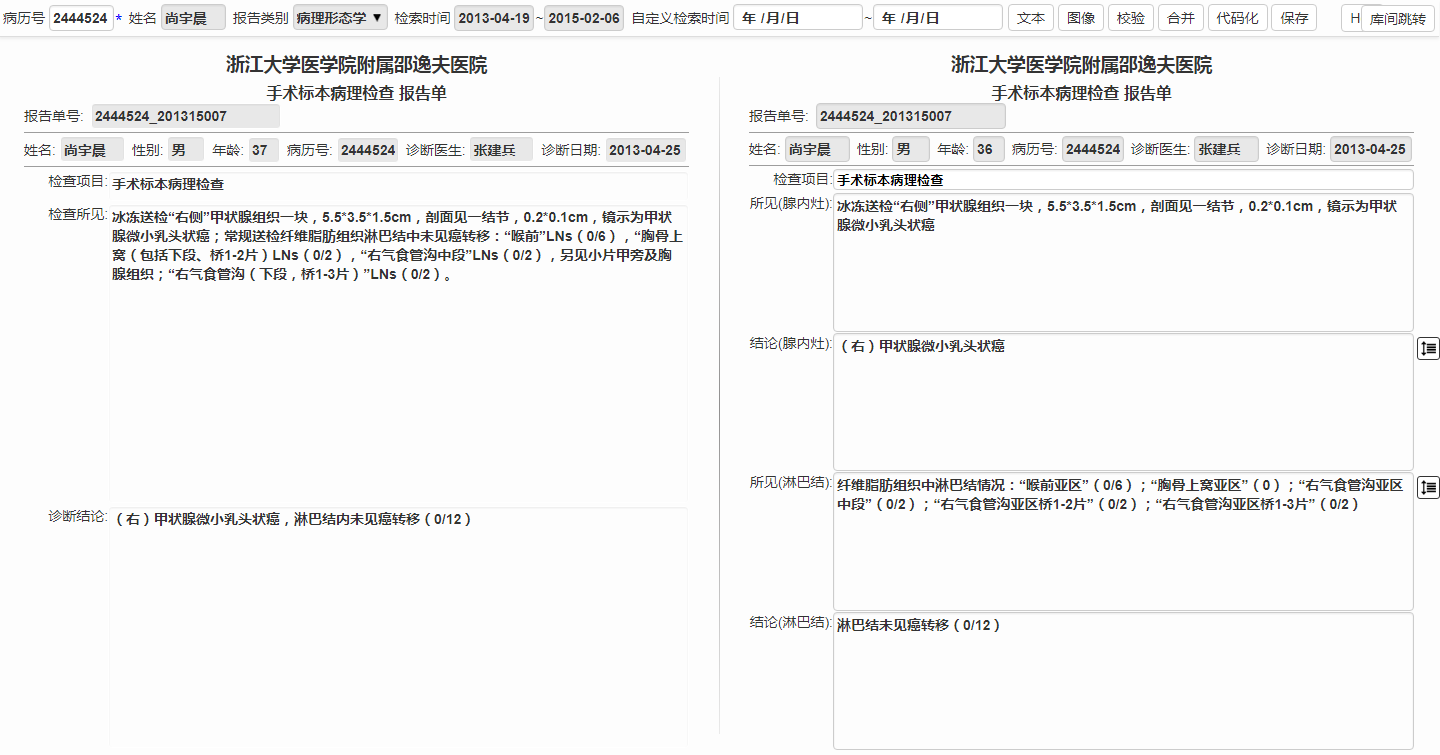 病历号 2444524 * 姓名 尚宇晨 报告类别 病理形态学 ▼ 检索时间 2013-04-19 ~ 2015-02-06 自定义检索时间 年 /月/日 ~ 年 /月/日 文本 图像 校验 合并 代码化 保存 H 库间跳转
浙江大学医学院附属邵逸夫医院
手术标本病理检查 报告单
报告单号: 2444524_201315007
姓名: 尚宇晨 性别: 男 年龄: 37 病历号: 2444524 诊断医生: 张建兵 诊断日期: 2013-04-25
检查项目: 手术标本病理检查
检查所见: 冰冻送检“右侧”甲状腺组织一块，5.5*3.5*1.5cm，剖面见一结节，0.2*0.1cm，镜示为甲状
腺微小乳头状癌；常规送检纤维脂肪组织淋巴结中未见癌转移：“喉前”LNs（0/6），“胸骨上
窝（包括下段、桥1-2片）LNs（0/2），“右气食管沟中段”LNs（0/2），另见小片甲旁及胸
腺组织；“右气食管沟（下段，桥1-3片）”LNs（0/2）。
诊断结论: （右）甲状腺微小乳头状癌，淋巴结内未见癌转移（0/12）
浙江大学医学院附属邵逸夫医院
手术标本病理检查 报告单
报告单号: 2444524_201315007
姓名: 尚宇晨 性别: 男 年龄: 36 病历号: 2444524 诊断医生: 张建兵 诊断日期: 2013-04-25
检查项目: 手术标本病理检查
所见(腺内灶): 冰冻送检“右侧”甲状腺组织一块，5.5*3.5*1.5cm，剖面见一结节，0.2*0.1cm，镜示为甲状
腺微小乳头状癌
结论(腺内灶): （右）甲状腺微小乳头状癌
所见(淋巴结): 纤维脂肪组织中淋巴结情况：“喉前亚区”（0/6）；“胸骨上窝亚区”（0）；“右气食管沟亚区
中段”（0/2）；“右气食管沟亚区桥1-2片”（0/2）；“右气食管沟亚区桥1-3片”（0/2）
结论(淋巴结): 淋巴结未见癌转移（0/12）